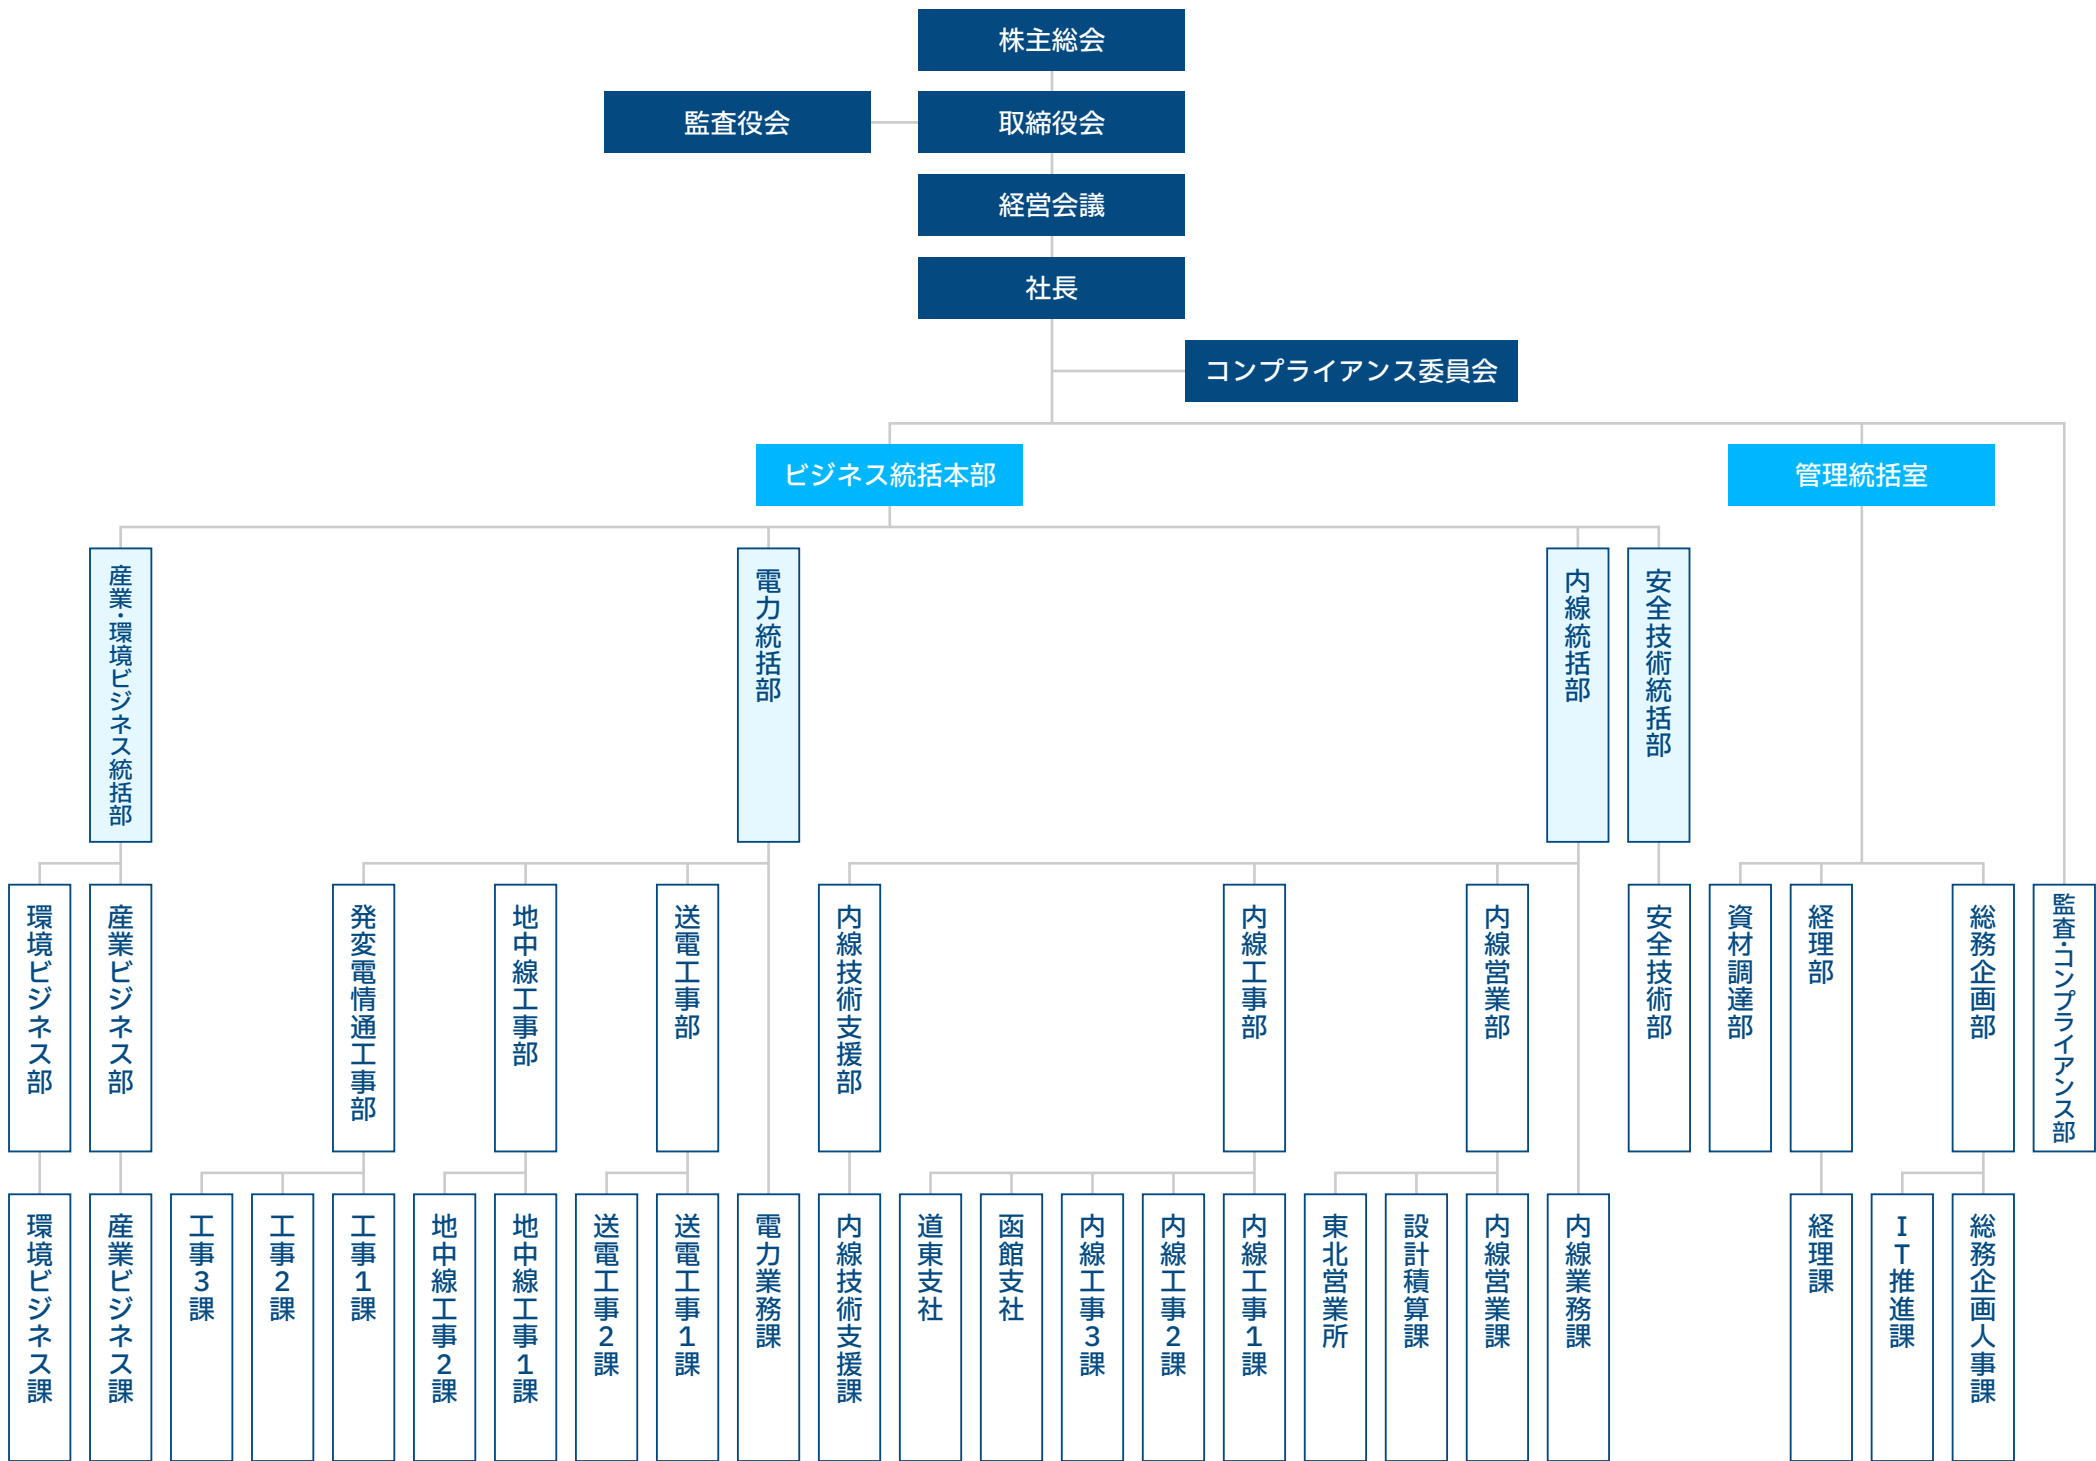 株主総会
監査役会
取締役会
経営会議
社長
コンプライアンス委員会
ビジネス統括本部
管理統括室
産業・環境ビジネス統括部
電力統括部
内線統括部
安全技術統括部
環境ビジネス部
産業ビジネス部
発変電情通工事部
地中線工事部
送電工事部
内線技術支援部
内線工事部
内線営業部
安全技術部
資材調達部
経理部
総務企画部
監査・コンプライアンス部
環境ビジネス課
産業ビジネス課
工事3課
工事2課
工事1課
地中線工事2課
地中線工事1課
送電工事2課
送電工事1課
電力業務課
内線技術支援課
道東支社
函館支社
内線工事3課
内線工事2課
内線工事1課
東北営業所
設計積算課
内線営業課
内線業務課
経理課
IT推進課
総務企画人事課